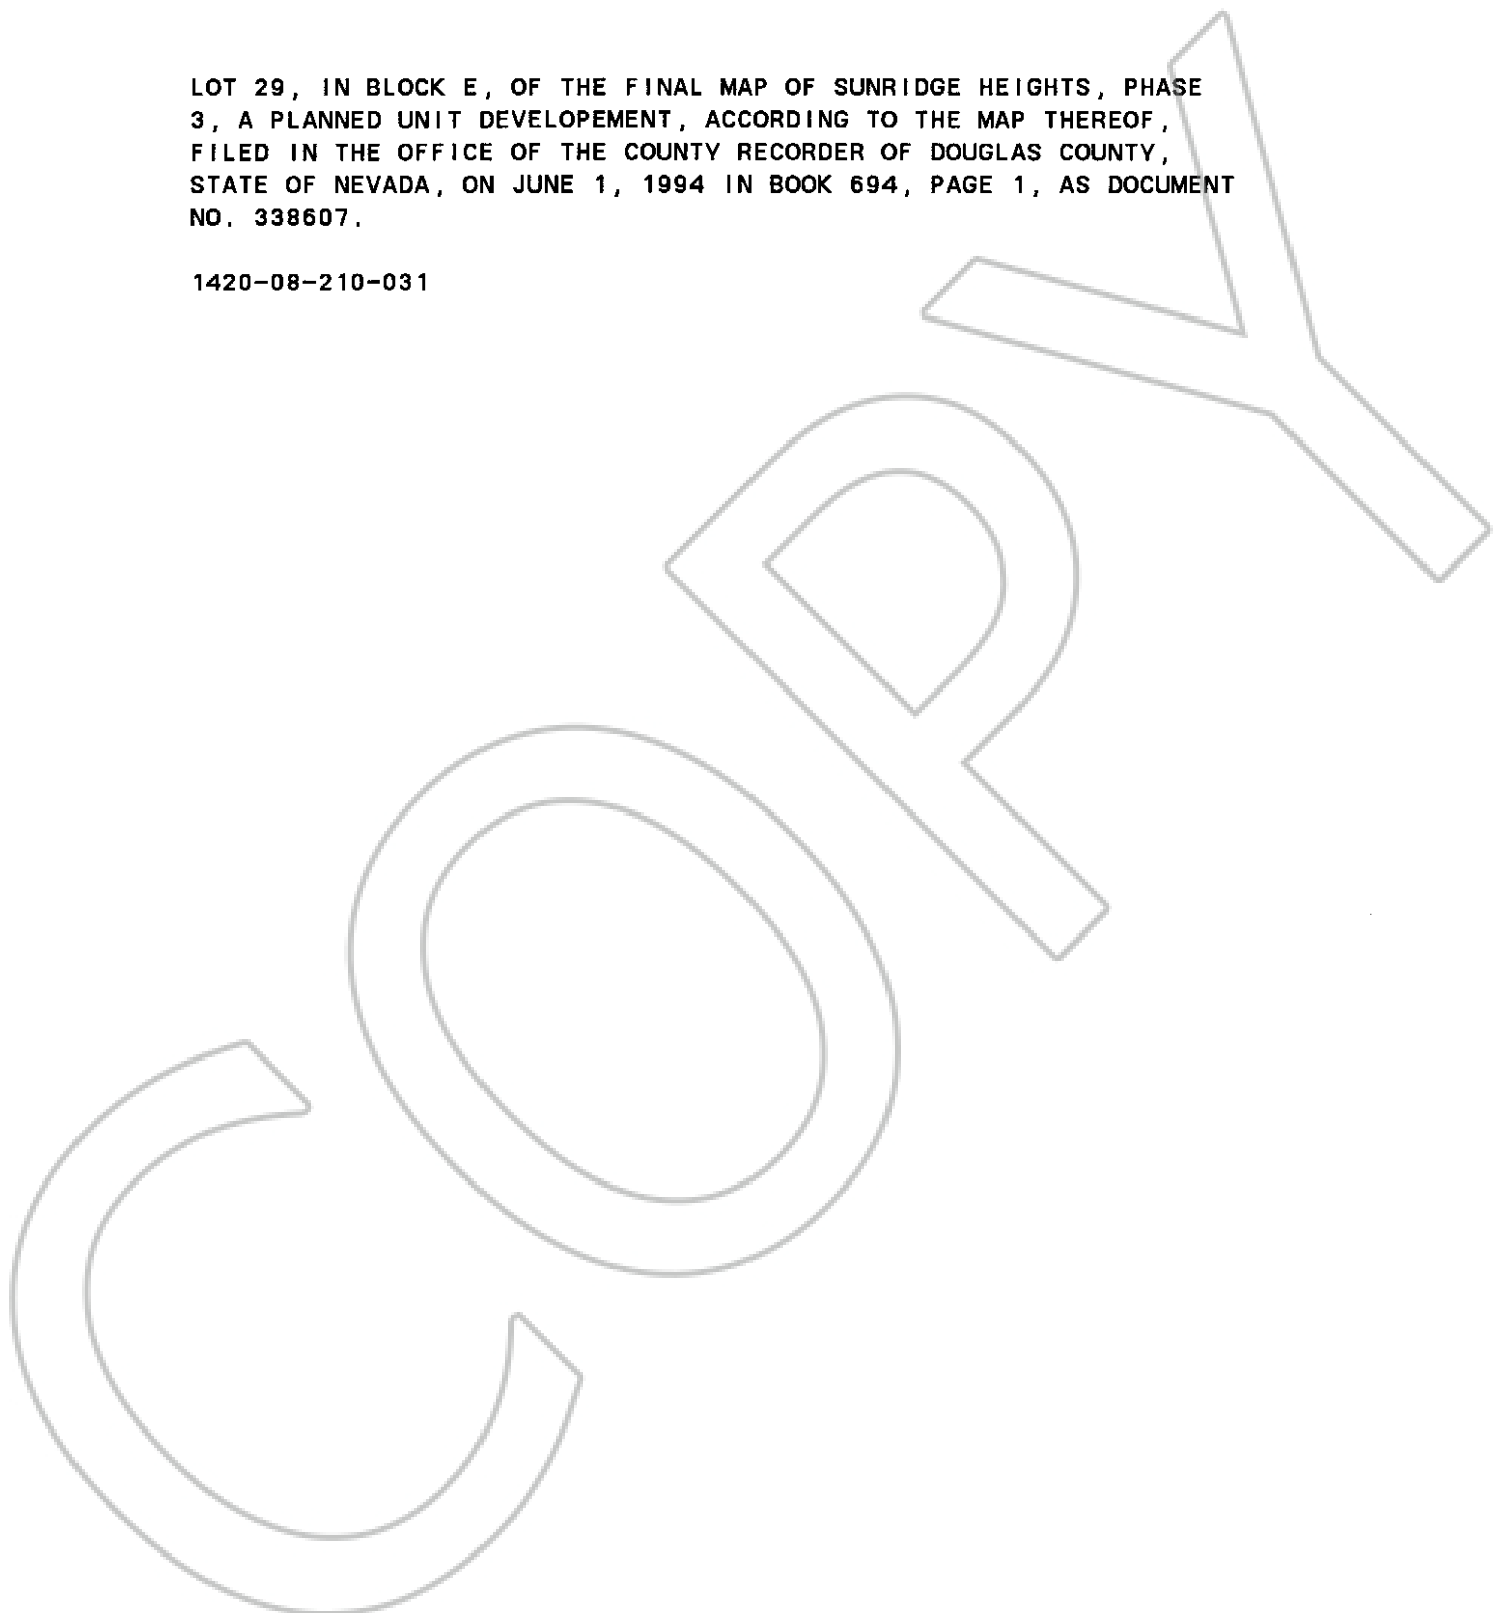 LOT 29, IN BLOCK E, OF THE FINAL MAP OF SUNRIDGE HEIGHTS, PHASE
3, A PLANNED UNIT DEVELOPEMENT, ACCORDING TO THE MAP THEREOF,
FILED IN THE OFFICE OF THE COUNTY RECORDER OF DOUGLAS COUNTY,
STATE OF NEVADA, ON JUNE 1, 1994 IN BOOK 694, PAGE 1, AS DOCUMENT
NO. 338607.
1420-08-210-031
COPY